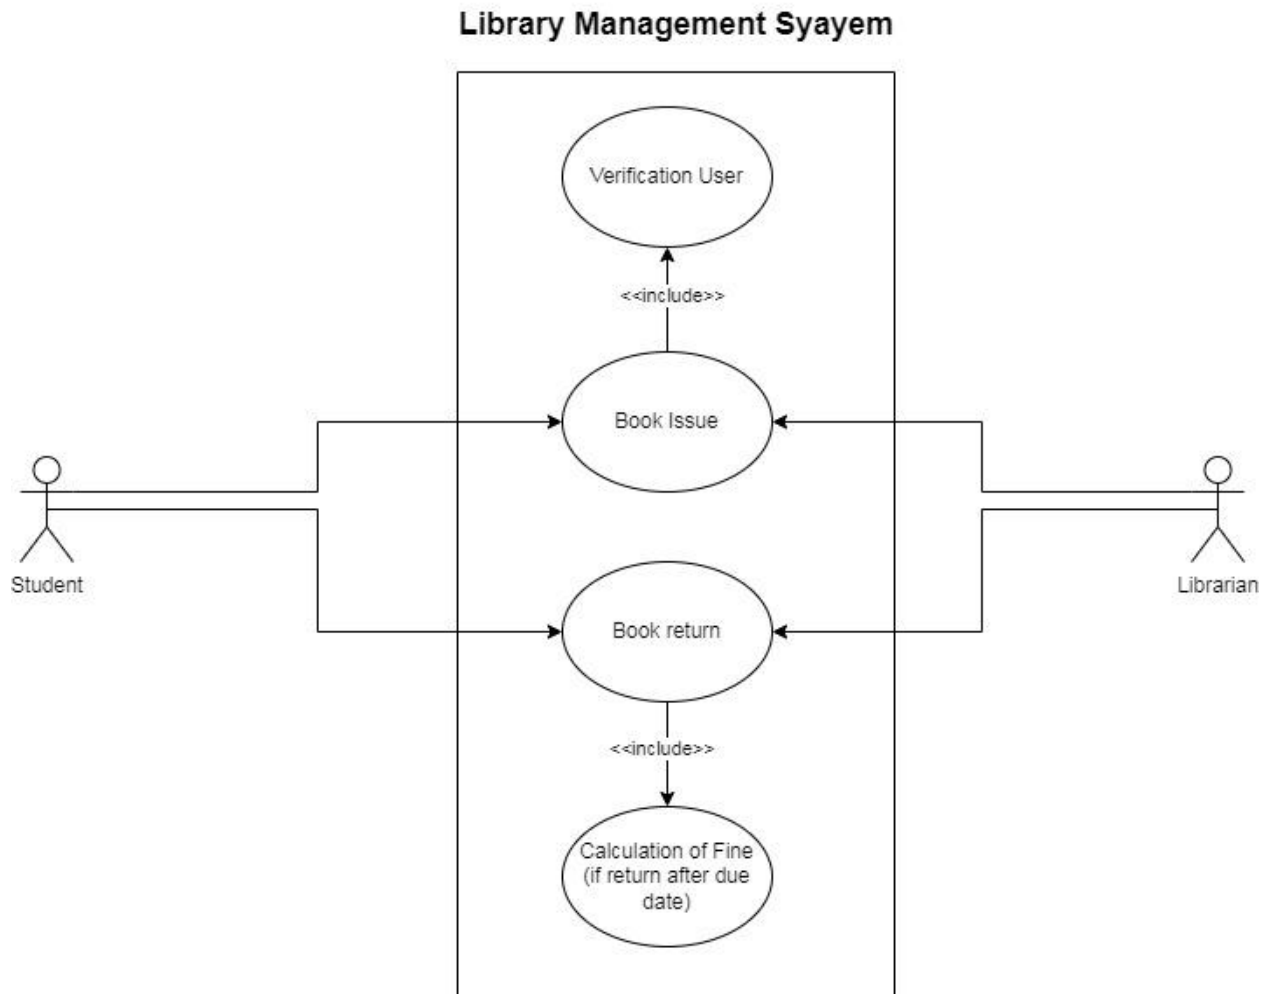 Library Management Syayem
Verification User
<<include>>
Book Issue
Student
Librarian
Book return
<<include>>
Calculation of Fine
(if return after due
date)